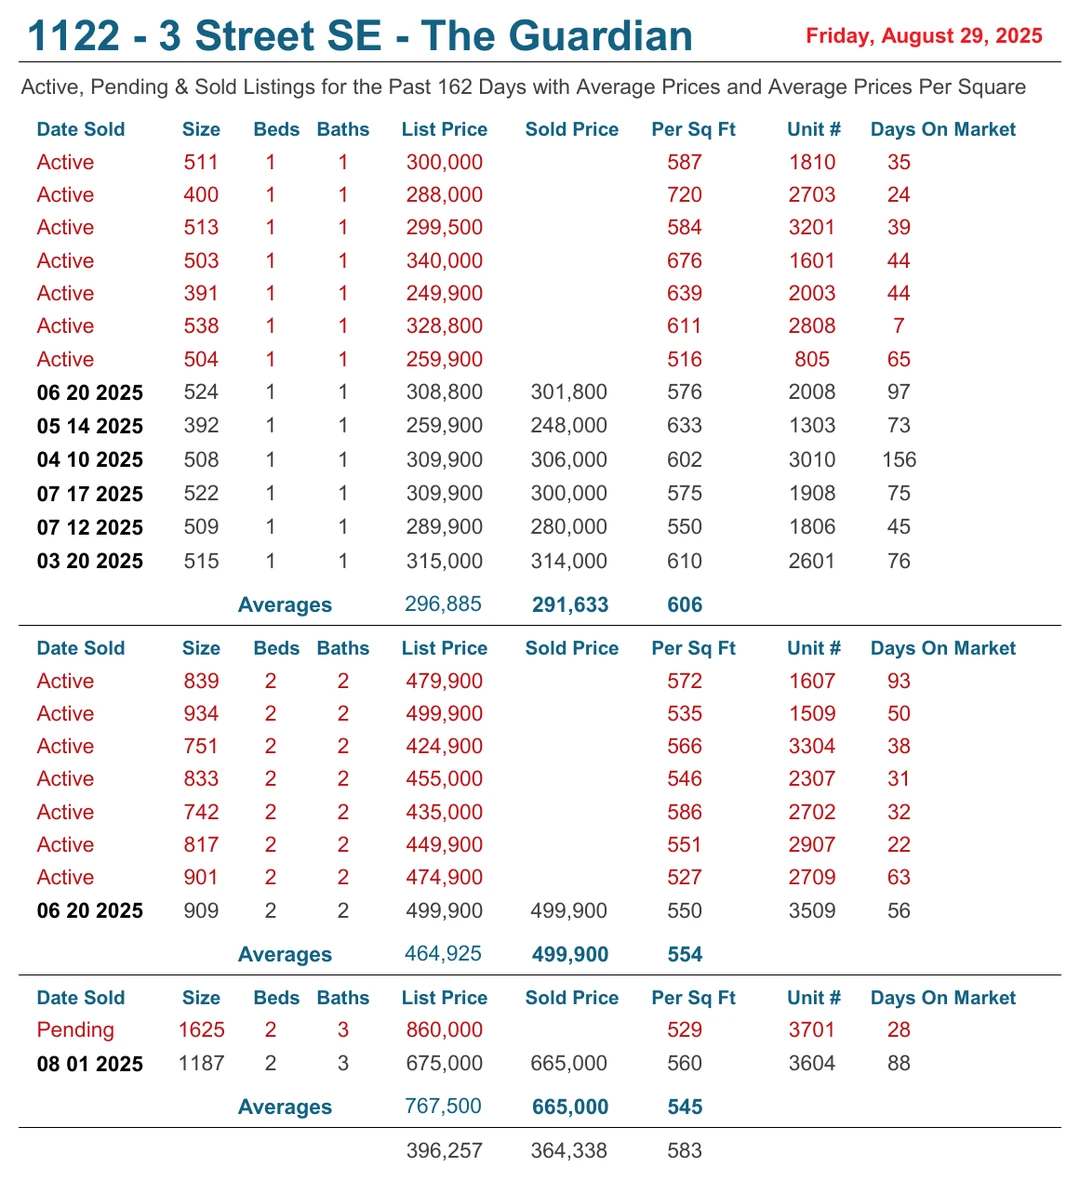 1122 - 3 Street SE - The Guardian Friday, August 29, 2025
Active, Pending & Sold Listings for the Past 162 Days with Average Prices and Average Prices Per Square
Date Sold Size Beds Baths List Price Sold Price Per Sq Ft Unit # Days On Market
Active 511 1 1 300,000 587 1810 35
Active 400 1 1 288,000 720 2703 24
Active 513 1 1 299,500 584 3201 39
Active 503 1 1 340,000 676 1601 44
Active 391 1 1 249,900 639 2003 44
Active 538 1 1 328,800 611 2808 7
Active 504 1 1 259,900 516 805 65
06 20 2025 524 1 1 308,800 301,800 576 2008 97
05 14 2025 392 1 1 259,900 248,000 633 1303 73
04 10 2025 508 1 1 309,900 306,000 602 3010 156
07 17 2025 522 1 1 309,900 300,000 575 1908 75
07 12 2025 509 1 1 289,900 280,000 550 1806 45
03 20 2025 515 1 1 315,000 314,000 610 2601 76
Averages 296,885 291,633 606
Date Sold Size Beds Baths List Price Sold Price Per Sq Ft Unit # Days On Market
Active 839 2 2 479,900 572 1607 93
Active 934 2 2 499,900 535 1509 50
Active 751 2 2 424,900 566 3304 38
Active 833 2 2 455,000 546 2307 31
Active 742 2 2 435,000 586 2702 32
Active 817 2 2 449,900 551 2907 22
Active 901 2 2 474,900 527 2709 63
06 20 2025 909 2 2 499,900 499,900 550 3509 56
Averages 464,925 499,900 554
Date Sold Size Beds Baths List Price Sold Price Per Sq Ft Unit # Days On Market
Pending 1625 2 3 860,000 529 3701 28
08 01 2025 1187 2 3 675,000 665,000 560 3604 88
Averages 767,500 665,000 545
396,257 364,338 583